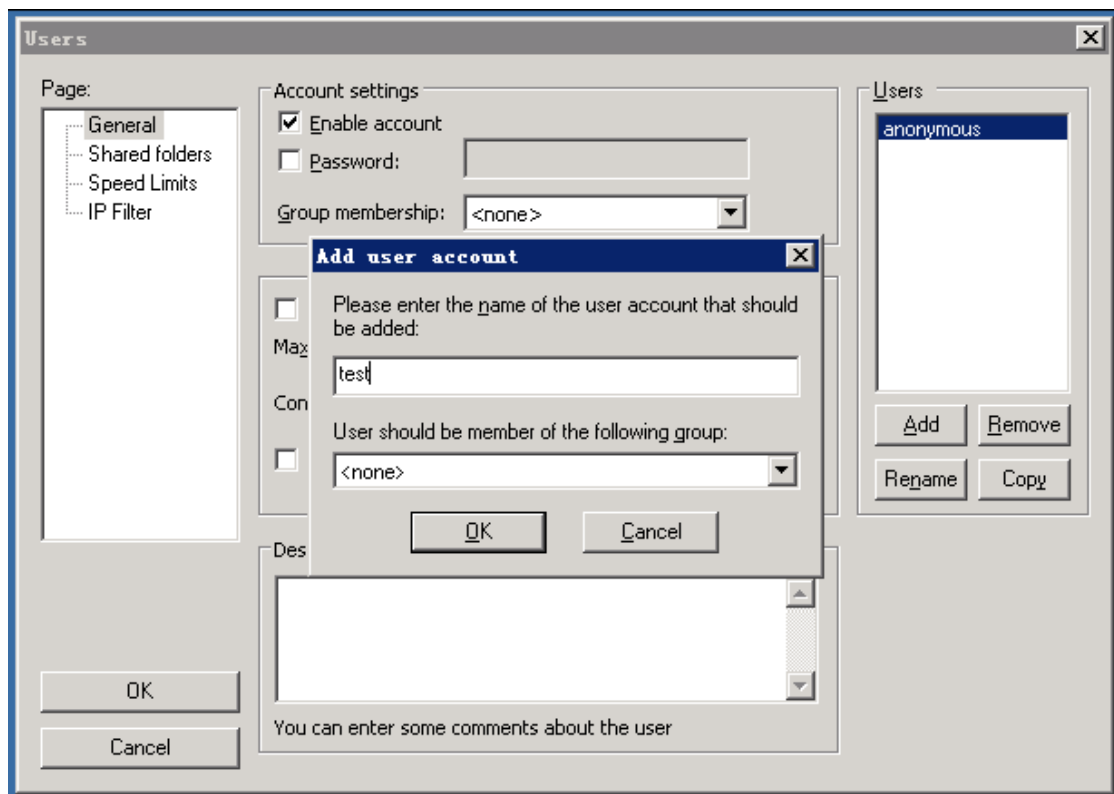 Users
Page:
General
Shared folders
Speed Limits
IP Filter
OK
Cancel
Account settings
Enable account
Password:
Group membership:
<none>
Max
Con
Des
You can enter some comments about the user
Add user account
Please enter the name of the user account that should
be added:
test
User should be member of the following group:
<none>
OK
Cancel
Users
anonymous
Add
Remove
Rename
Copy